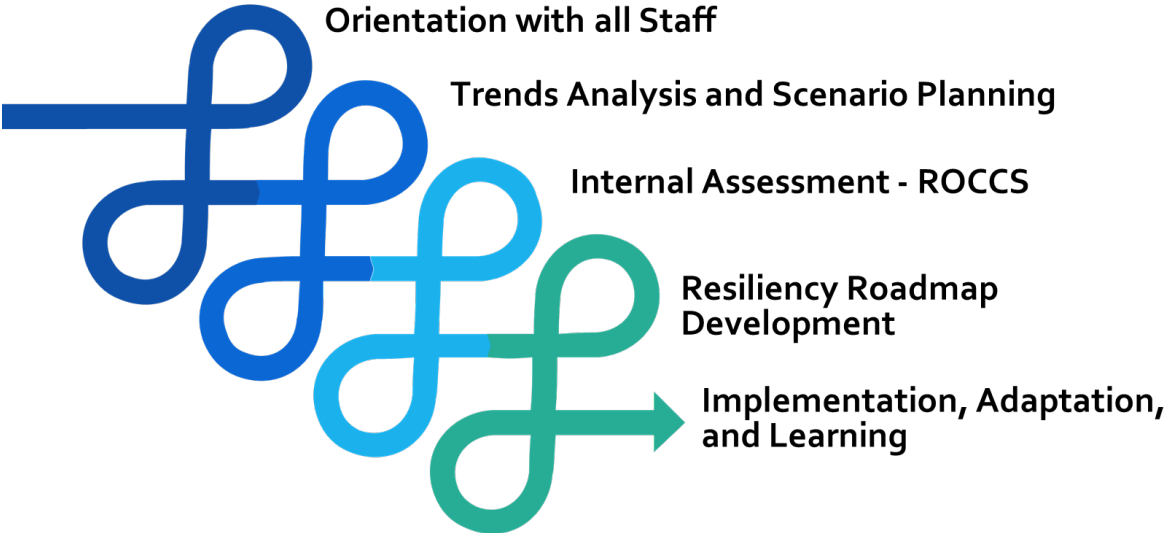 Orientation with all Staff
Trends Analysis and Scenario Planning
Internal Assessment - ROCCS
Resiliency Roadmap
Development
Implementation, Adaptation,
and Learning